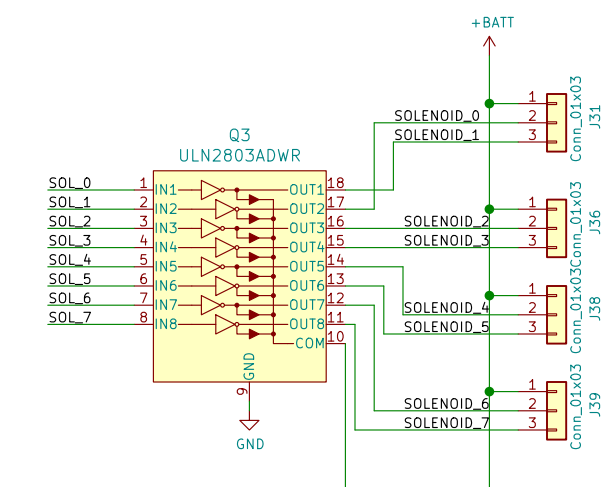 +BATT
Q3
ULN2803ADWR
SOL_0 1 IN1 OUT1 18
SOL_1 2 IN2 OUT2 17
SOL_2 3 IN3 OUT3 16
SOL_3 4 IN4 OUT4 15
SOL_4 5 IN5 OUT5 14
SOL_5 6 IN6 OUT6 13
SOL_6 7 IN7 OUT7 12
SOL_7 8 IN8 OUT8 11
COM 10
GND
9
GND
1
SOLENOID_0 2
SOLENOID_1 3
Conn_01x03
J31
1
SOLENOID_2 2
SOLENOID_3 3
Conn_01x03
J36
1
SOLENOID_4 2
SOLENOID_5 3
Conn_01x03
J38
1
SOLENOID_6 2
SOLENOID_7 3
Conn_01x03
J39